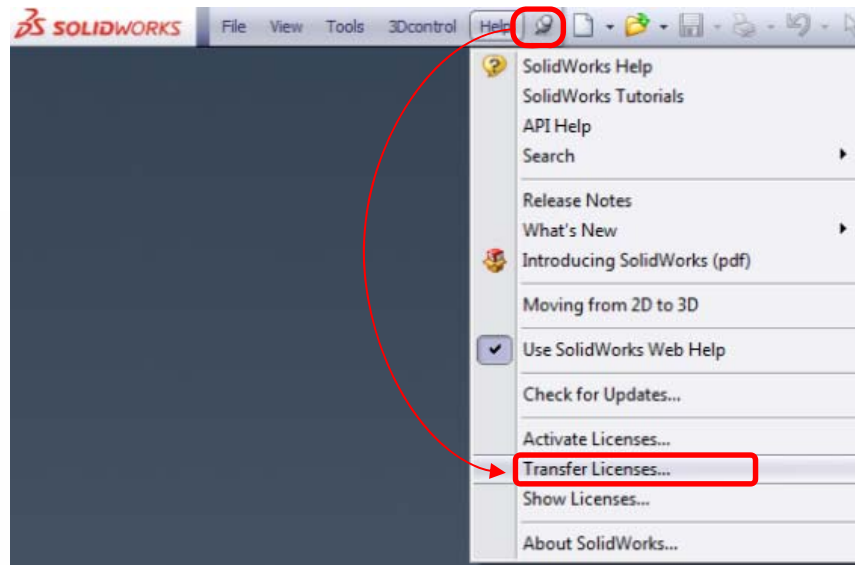 SOLIDWORKS File View Tools 3Dcontrol Help
SolidWorks Help
SolidWorks Tutorials
API Help
Search
Release Notes
What's New
Introducing SolidWorks (pdf)
Moving from 2D to 3D
Use SolidWorks Web Help
Check for Updates...
Activate Licenses...
Transfer Licenses...
Show Licenses...
About SolidWorks...